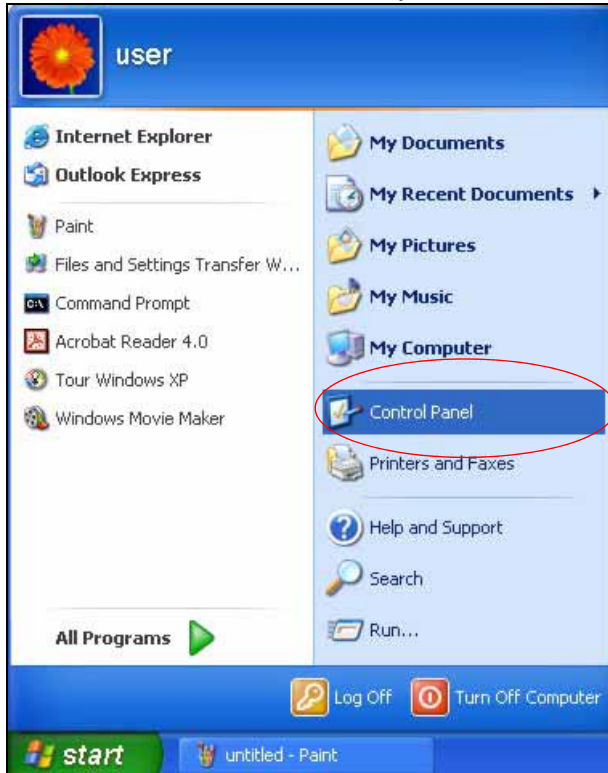 user
Internet Explorer
Outlook Express
Paint
Files and Settings Transfer W...
Command Prompt
Acrobat Reader 4.0
Tour Windows XP
Windows Movie Maker
All Programs
My Documents
My Recent Documents
My Pictures
My Music
My Computer
Control Panel
Printers and Faxes
Help and Support
Search
Run...
Log Off
Turn Off Computer
start
untitled - Paint